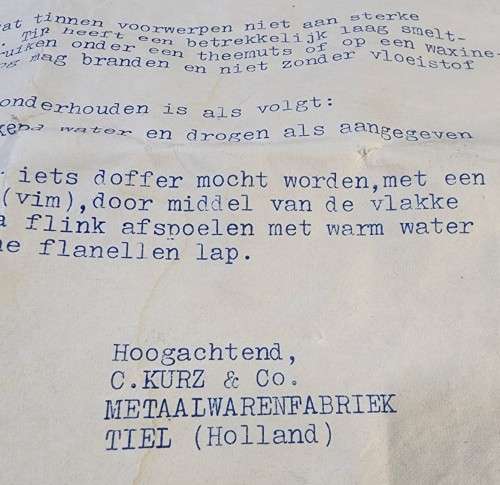 at tinnen voorwerpen niet aan sterke
. Tin heeft een betrekkelijk laag smelt-
ruiken onder een theemuts of op een waxine-
og mag branden en niet zonder vloeistof
onderhouden is als volgt:
water en drogen als aangegeven
iets doffer mocht worden,met een
(vim),door middel van de vlakke
flink afspoelen met warm water
e flanellen lap.
Hoogachtend,
C.KURZ & Co.
METAALWARENFABRIEK
TIEL (Holland)